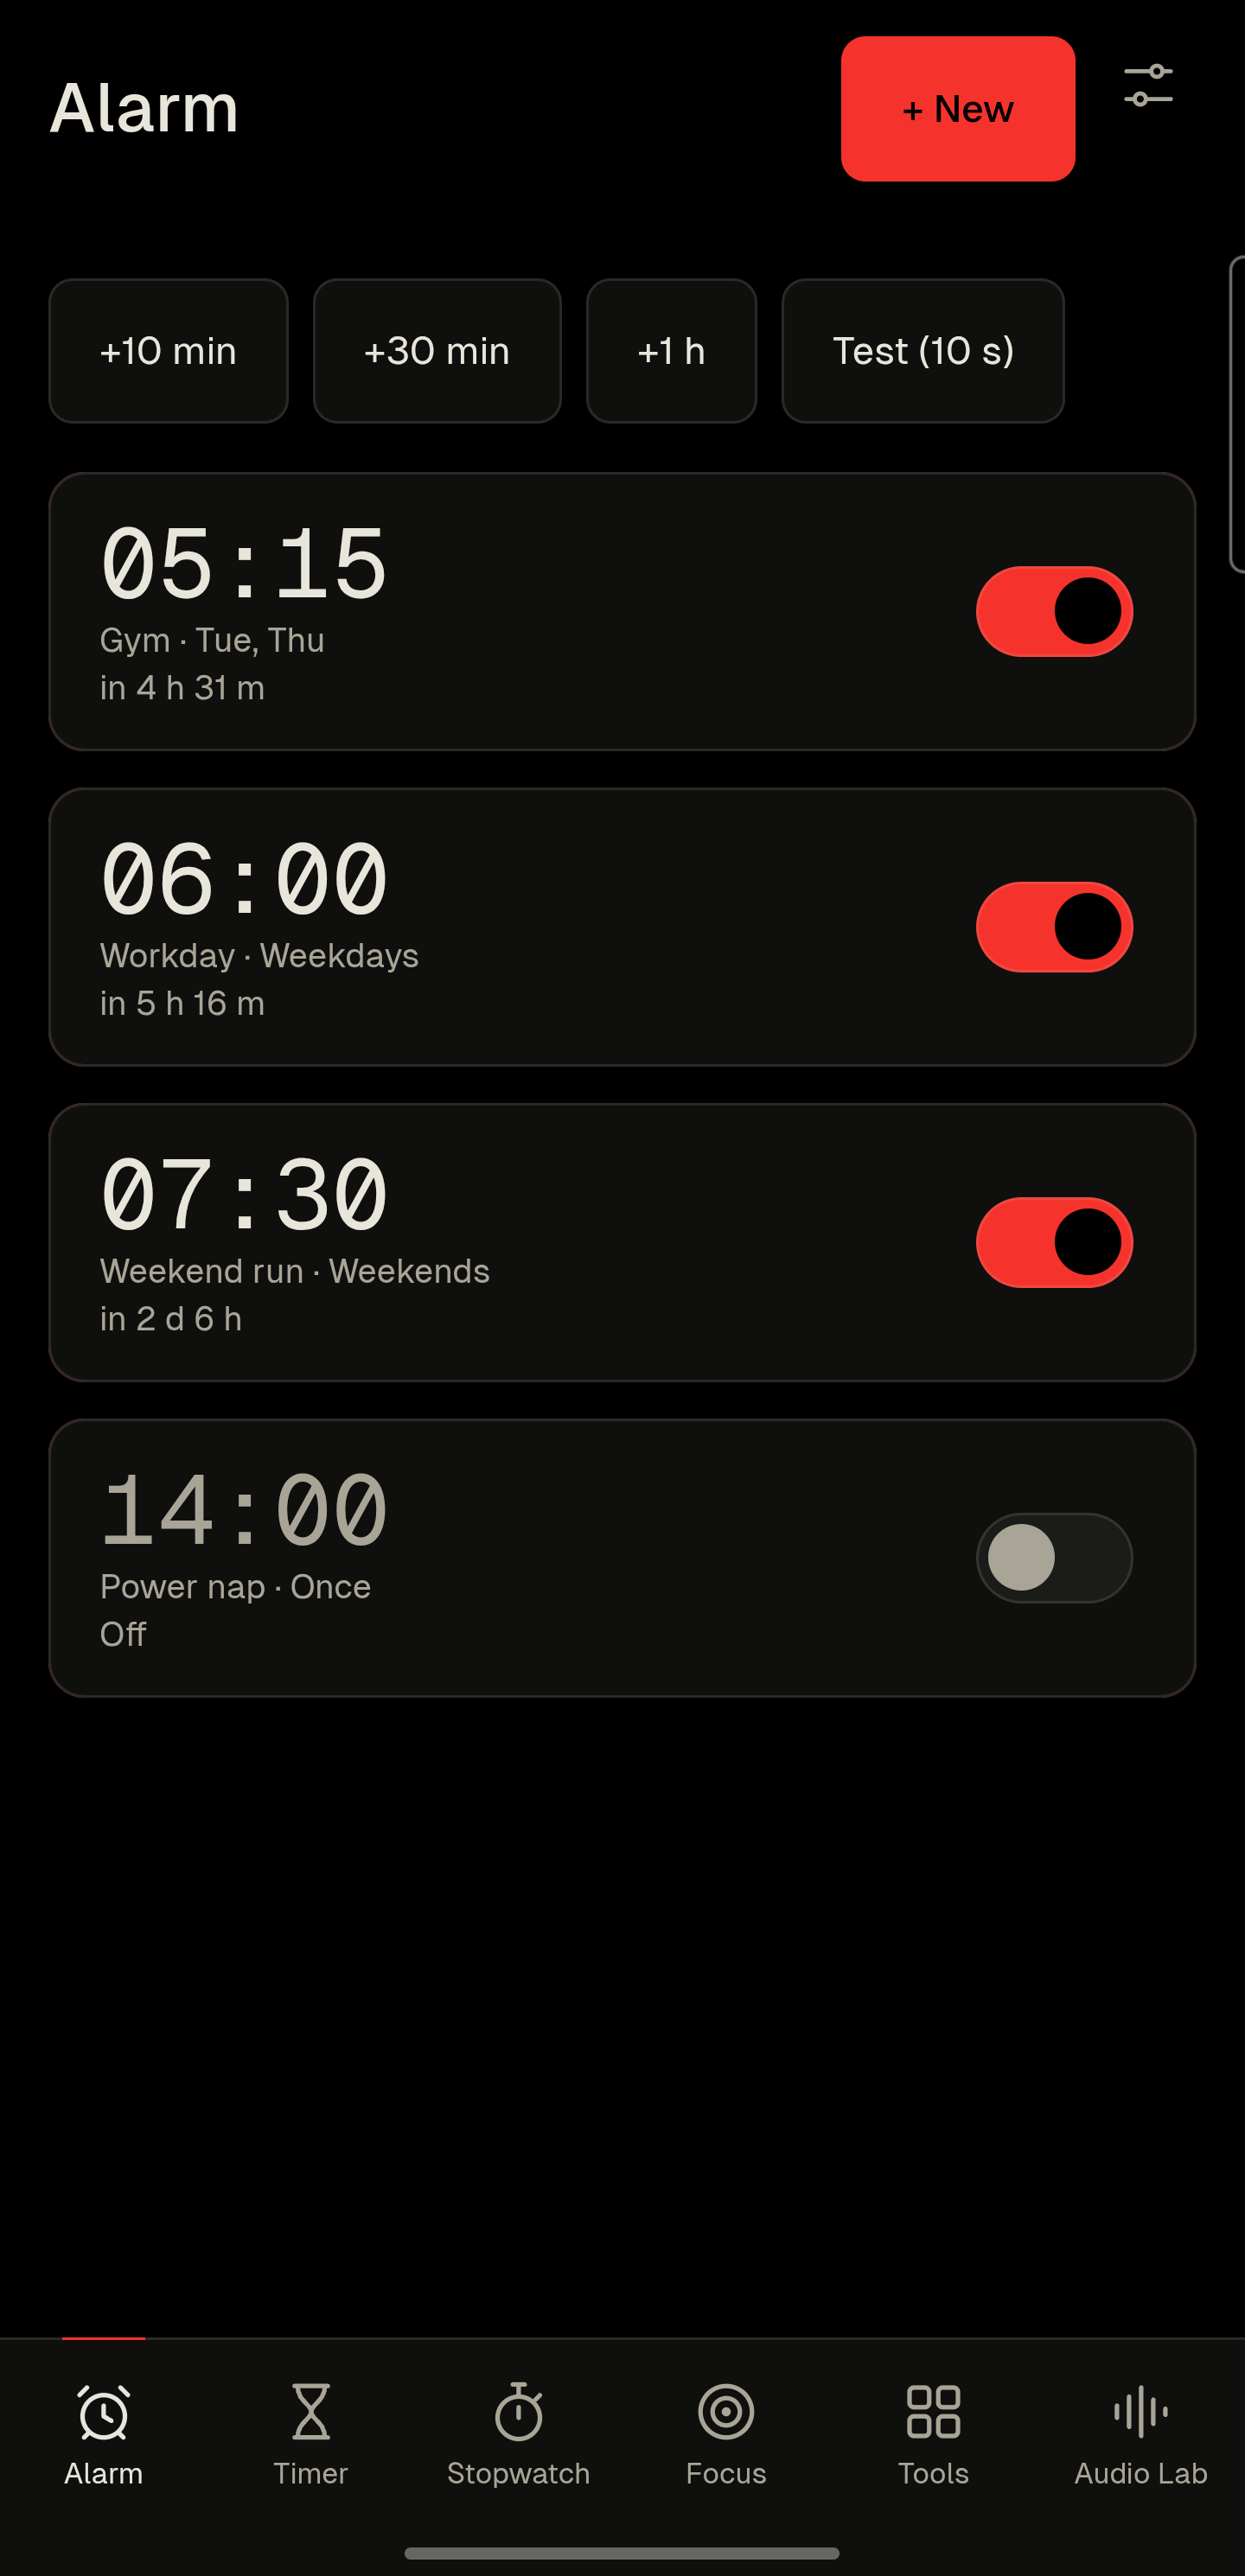 Alarm
+ New
+10 min
+30 min
+1 h
Test (10 s)
05:15
Gym · Tue, Thu
in 4 h 31 m
06:00
Workday · Weekdays
in 5 h 16 m
07:30
Weekend run · Weekends
in 2 d 6 h
14:00
Power nap · Once
Off
Alarm
Timer
Stopwatch
Focus
Tools
Audio Lab